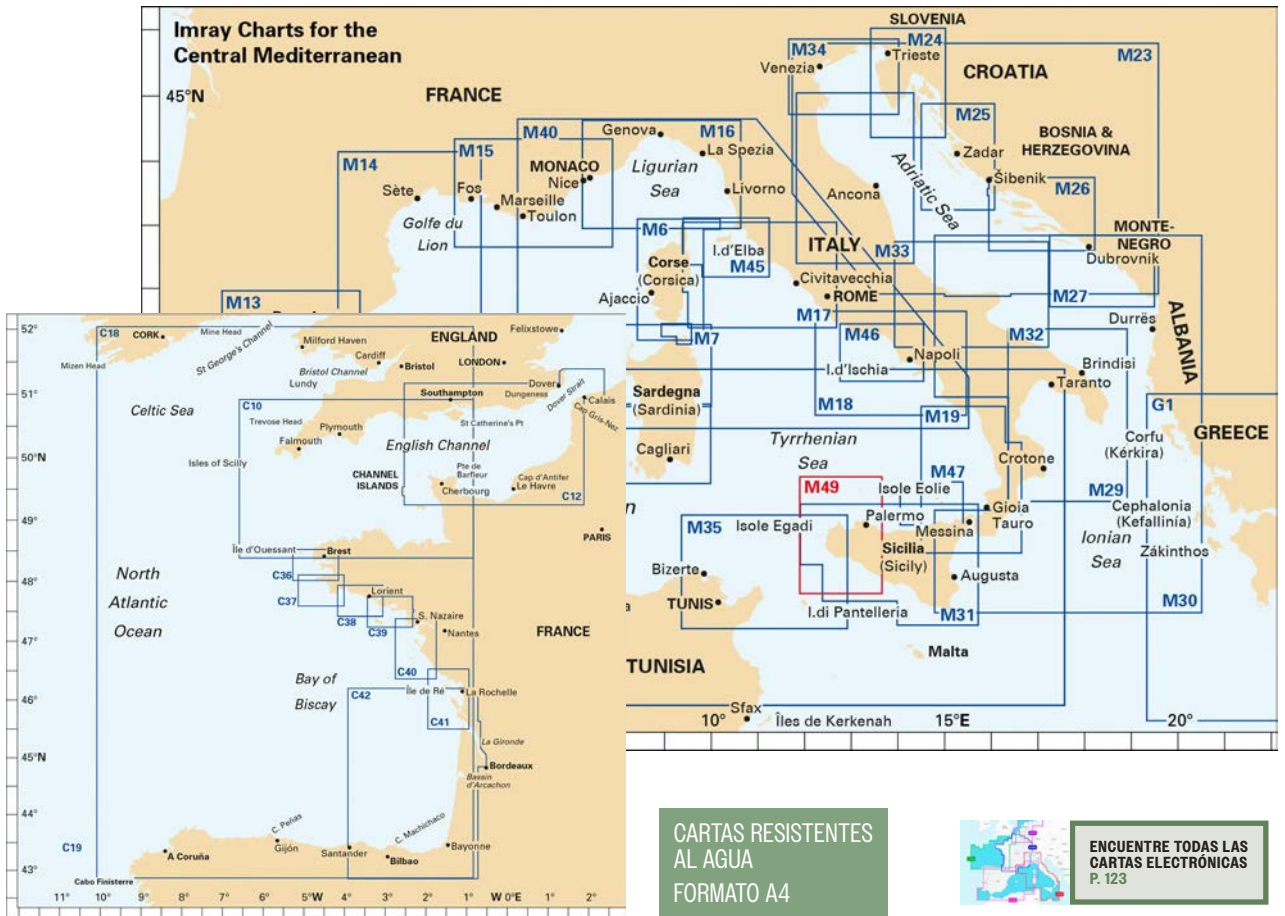 Imray Charts for the
Central Mediterranean
SLOVENIA
M34
M24
M23
Trieste
Venezia
CROATIA
45°N
FRANCE
M25
M40
Genova
M16
BOSNIA &
HERZEGOVINA
M14
M15
MONACO
La Spezia
Zadar
Adriatic Sea
Nice
Ligurian
Sea
Šibenik
M26
Sète
Fos
Marseille
Livorno
Ancona
Toulon
Golfe du
Lion
M6
ITALY
M33
MONTE-
NEGRO
I.d'Elba
Dubrovnik
Corse
(Corsica)
M45
Civitavecchia
M13
Ajaccio
ROME
M27
M17
M7
M46
M32
Durrës
ALBANIA
Napoli
Brindisi
I.d'Ischia
Taranto
Sardegna
(Sardinia)
M18
M19
G1
GREECE
Tyrrhenian
Sea
Corfu
(Kérkira)
Cagliari
Crotone
M47
M49
Isole Eolie
M29
Gioia
Tauro
Cephalonia
(Kefallinía)
Palermo
Isole Egadi
M35
Messina
Ionian
Sea
Zákinthos
Sicilia
(Sicily)
Bizerte
Augusta
M30
TUNIS
I.di Pantelleria
M31
Malta
TUNISIA
Sfax
Îles de Kerkenah
10°
15°E
20°
52°
C18
CORK
Mine Head
St George's Channel
ENGLAND
Felixstowe
Milford Haven
Mizen Head
Cardiff
LONDON
Bristol Channel
Bristol
Lundy
51°
Dover
Dungeness
Dover Strait
Southampton
Calais
Cap Gris-Nez
Celtic Sea
C10
Trevose Head
St Catherine's Pt
Plymouth
Falmouth
English Channel
50°N
Isles of Scilly
Pte de
Barfleur
CHANNEL
ISLANDS
Cap d'Antifer
Cherbourg
Le Havre
C12
49°
PARIS
Île d'Ouessant
Brest
48°
C36
North
Atlantic
Ocean
C37
Lorient
C38
S. Nazaire
C39
Nantes
FRANCE
47°
C40
Bay of
Biscay
C42
Île de Ré
La Rochelle
46°
C41
La Gironde
45°N
Bordeaux
Bassin
d'Arcachon
44°
C. Peñas
C. Machichaco
C19
A Coruña
Gijón
Santander
Bilbao
Bayonne
43°
Cabo Finisterre
11°
10°
9°
8°
7°
6°
5°W
4°
3°
2°
1°
W 0°E
1°
2°
CARTAS RESISTENTES
AL AGUA
FORMATO A4
ENCUENTRE TODAS LAS
CARTAS ELECTRÓNICAS
P. 123